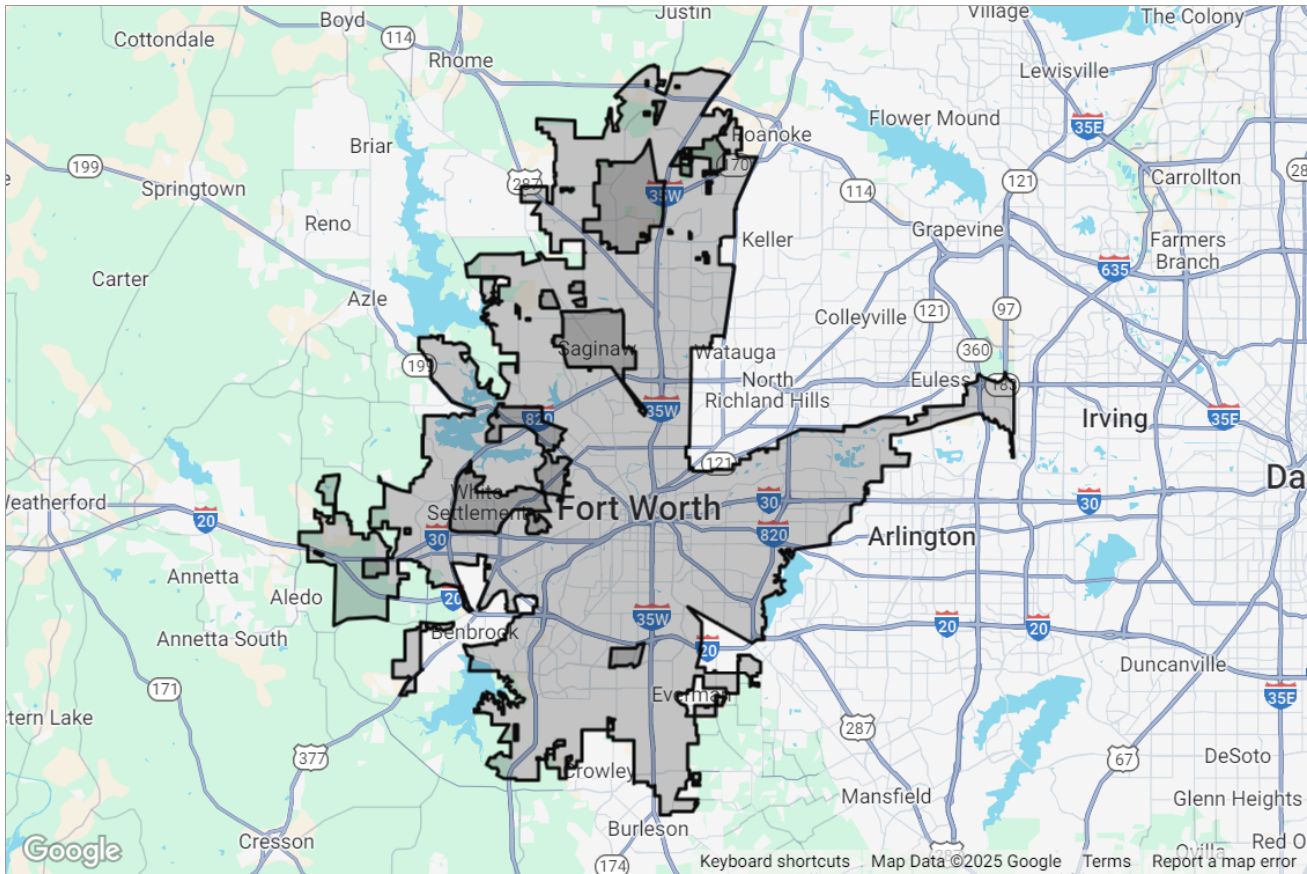 Boyd
Justin
Village
The Colony
Cottondale
114
Rhome
Lewisville
35E
Flower Mound
Roanoke
Briar
199
287
170
Carrollton
Springtown
35W
114
121
Reno
Keller
Grapevine
Farmers
Branch
635
Carter
Azle
97
Colleyville
121
Saginaw
Watauga
360
199
North
Richland Hills
Euless
183
820
35W
Irving
35E
121
White
Settlement
Fort Worth
30
30
Weatherford
20
30
820
Arlington
Annetta
Aledo
20
35W
20
20
Annetta South
Benbrook
20
Duncanville
171
Everman
35E
377
287
67
DeSoto
Crowley
Mansfield
Glenn Heights
Burleson
Cresson
174
287
Ovilla
Google
Keyboard shortcuts
Map Data ©2025 Google
Terms
Report a map error